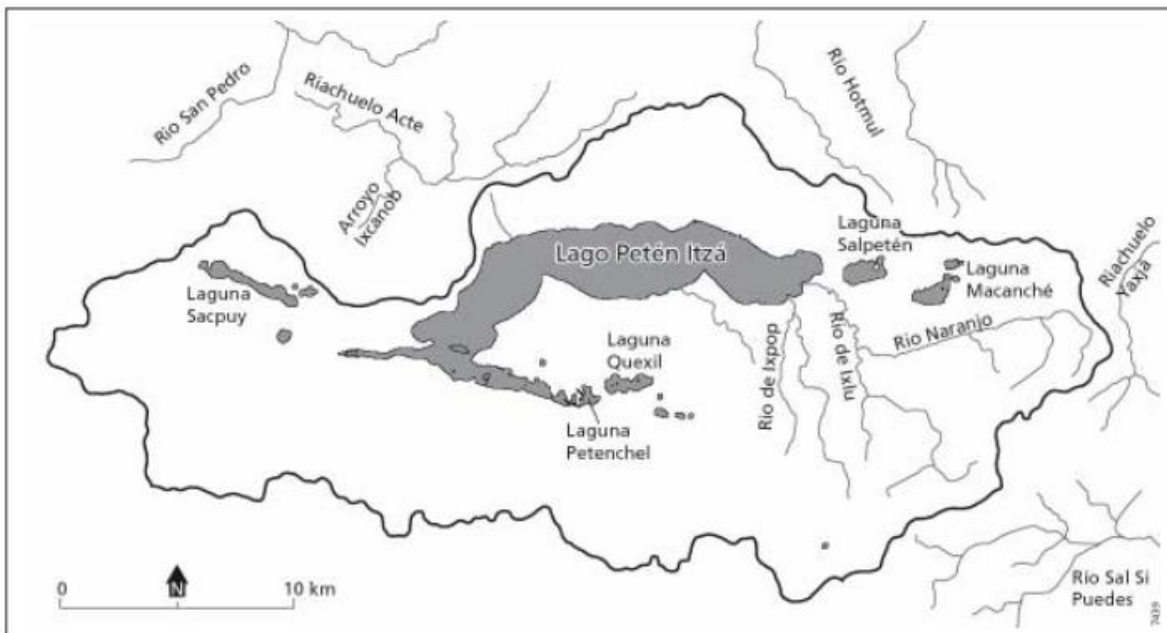 Río San Pedro
Riachuelo Acte
Arroyo
Ixcanob
Río Hotmul
Lago Petén Itzá
Laguna
Salpetén
Laguna
Macanché
Riachuelo
Yaxja
Laguna
Sacpuy
Laguna
Quexil
Laguna
Petenchel
Río de Ixpop
Río de Ixlu
Río Naranjo
Río Sal Si
Puedes
0
N
10 km
7439